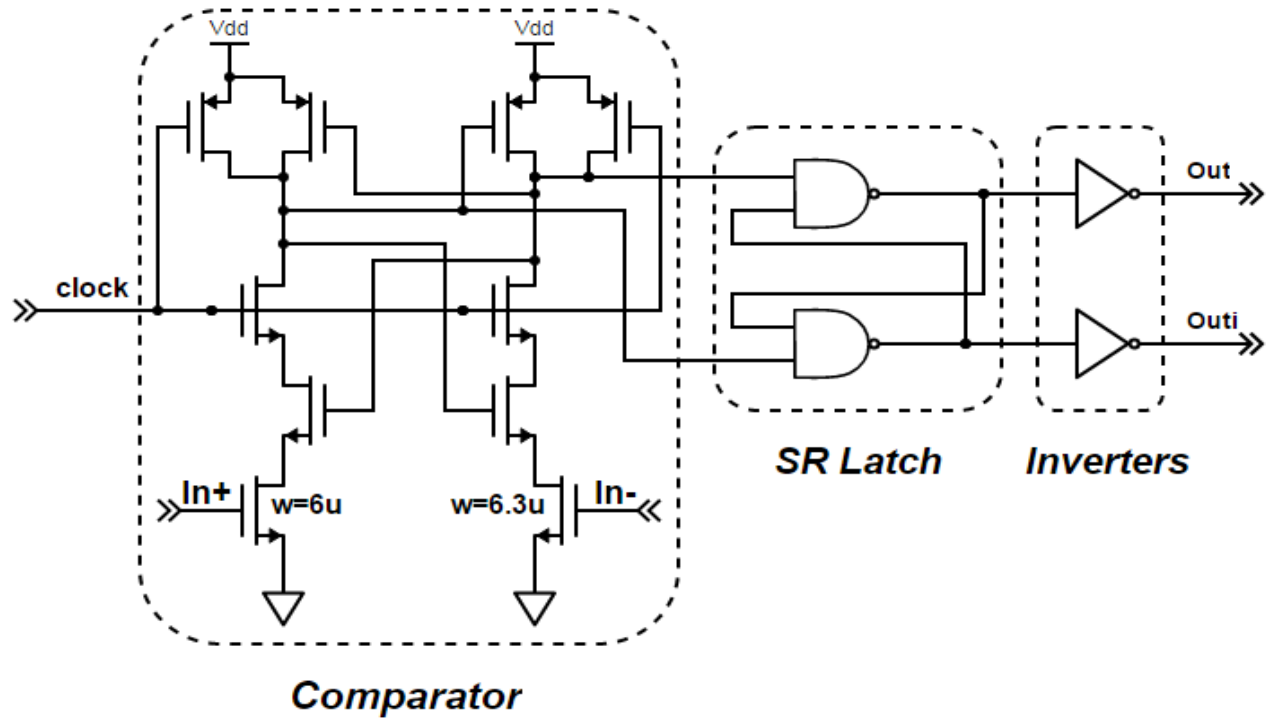 Vdd
Vdd
Out
clock
Outi
In+
w=6u
w=6.3u
In-
SR Latch
Inverters
Comparator